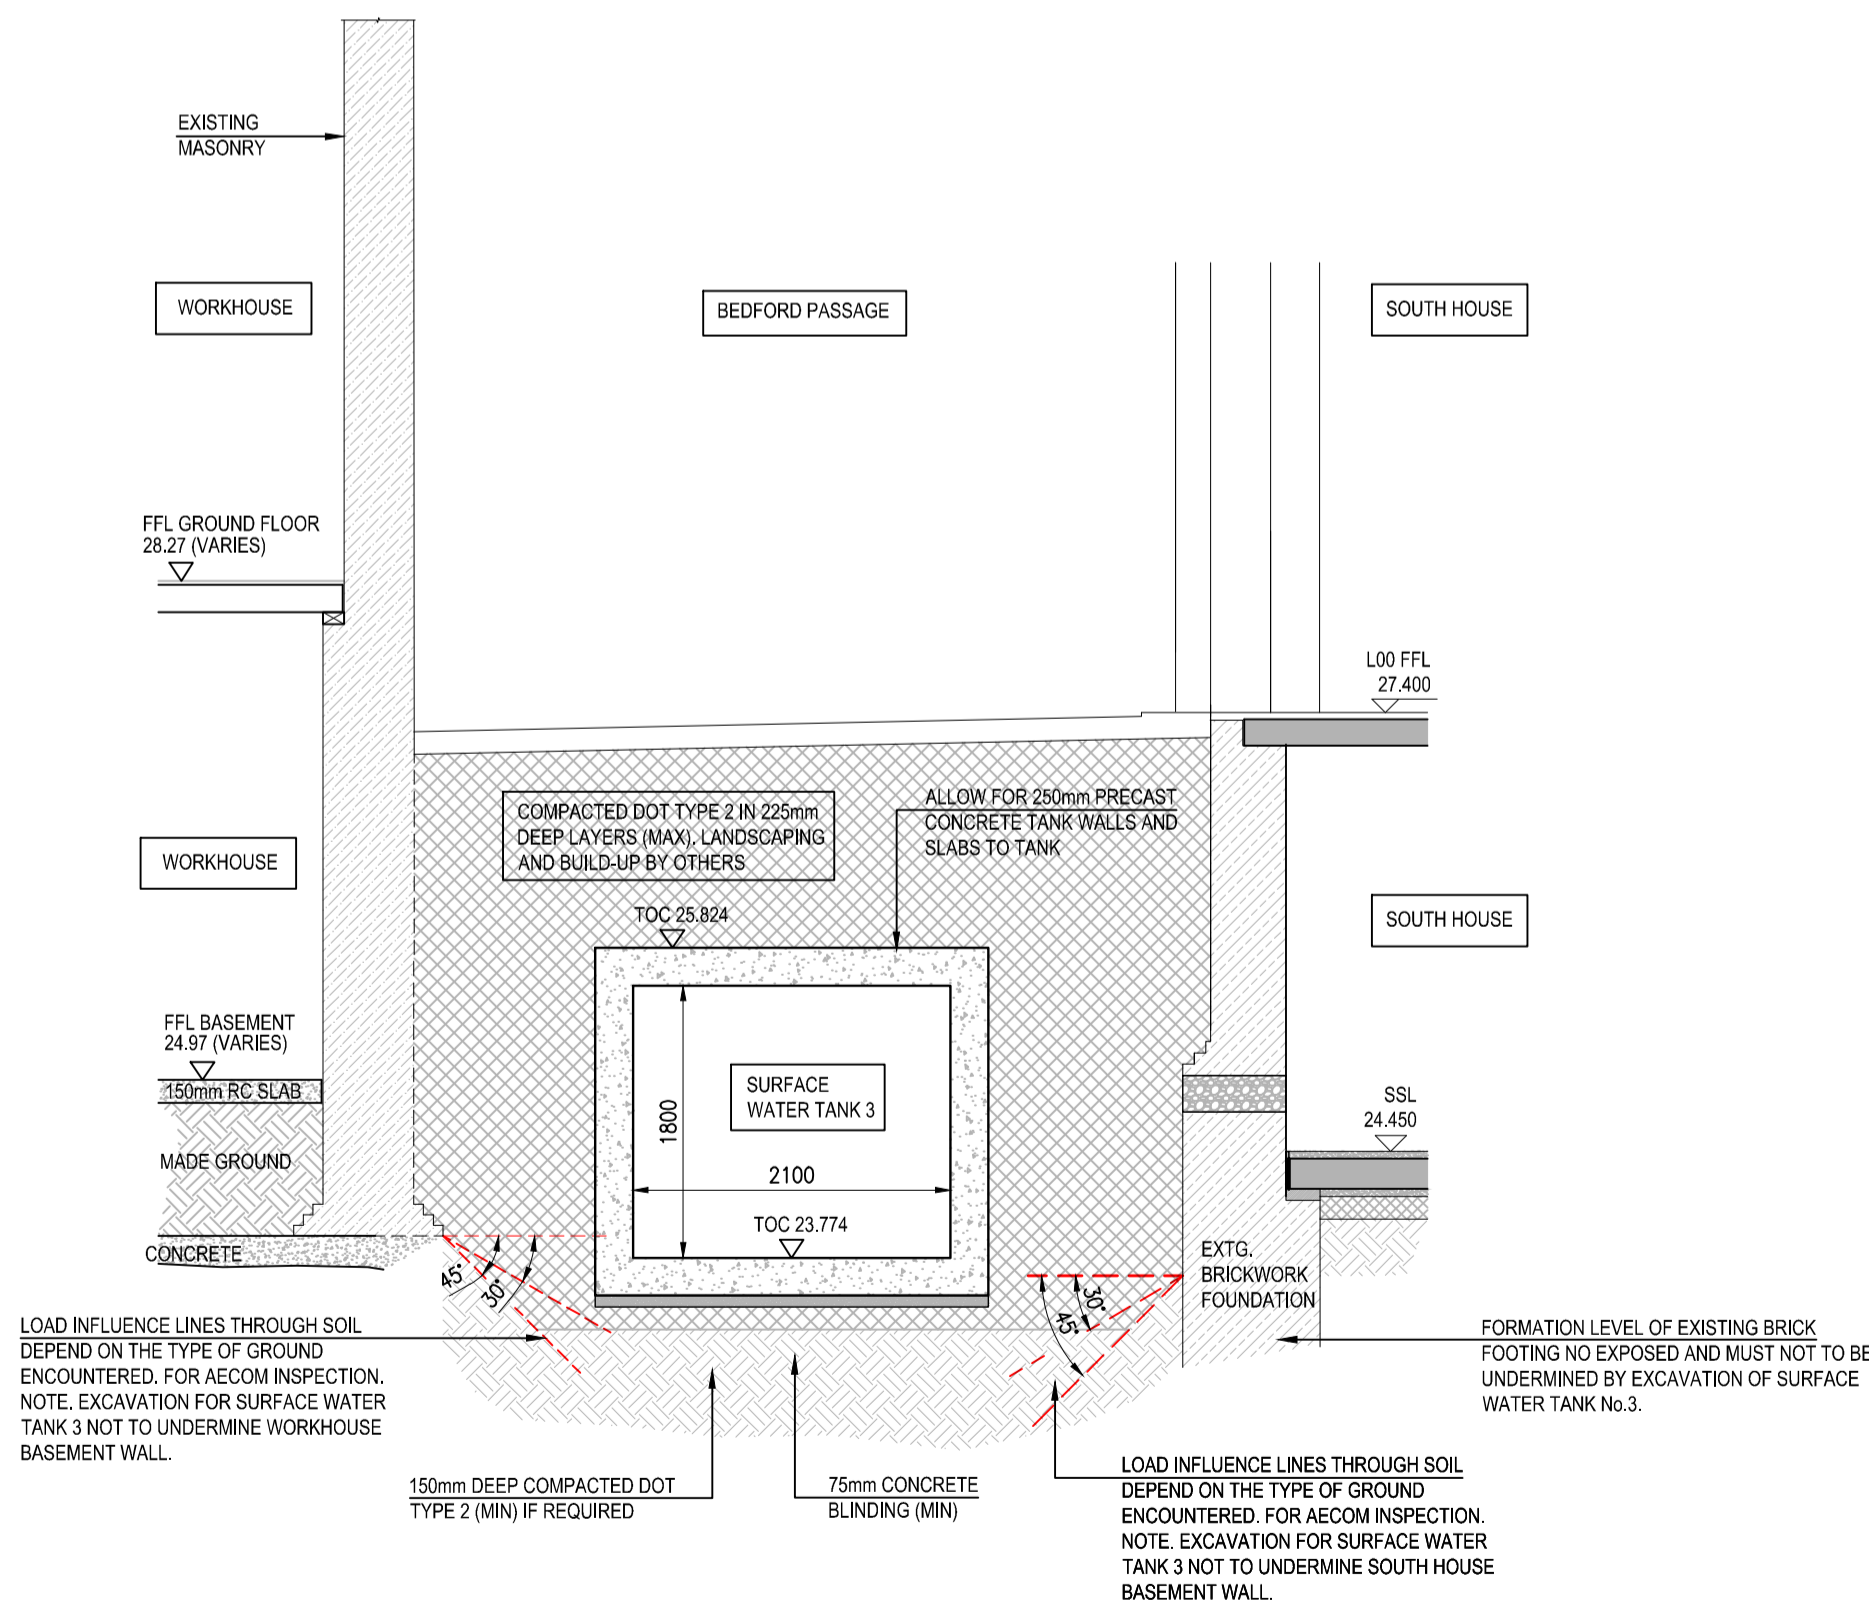 EXISTING
MASONRY
WORKHOUSE
BEDFORD PASSAGE
SOUTH HOUSE
FFL GROUND FLOOR
28.27 (VARIES)
L00 FFL
27.400
COMPACTED DOT TYPE 2 IN 225mm
DEEP LAYERS (MAX). LANDSCAPING
AND BUILD-UP BY OTHERS
ALLOW FOR 250mm PRECAST
CONCRETE TANK WALLS AND
SLABS TO TANK
WORKHOUSE
SOUTH HOUSE
TOC 25.824
FFL BASEMENT
24.97 (VARIES)
150mm RC SLAB
SURFACE
WATER TANK 3
1800
2100
SSL
24.450
MADE GROUND
TOC 23.774
CONCRETE
EXTG.
BRICKWORK
FOUNDATION
45°
30°
30°
45°
LOAD INFLUENCE LINES THROUGH SOIL
DEPEND ON THE TYPE OF GROUND
ENCOUNTERED. FOR AECOM INSPECTION.
NOTE. EXCAVATION FOR SURFACE WATER
TANK 3 NOT TO UNDERMINE WORKHOUSE
BASEMENT WALL.
FORMATION LEVEL OF EXISTING BRICK
FOOTING NO EXPOSED AND MUST NOT TO BE
UNDERMINED BY EXCAVATION OF SURFACE
WATER TANK No.3.
150mm DEEP COMPACTED DOT
TYPE 2 (MIN) IF REQUIRED
75mm CONCRETE
BLINDING (MIN)
LOAD INFLUENCE LINES THROUGH SOIL
DEPEND ON THE TYPE OF GROUND
ENCOUNTERED. FOR AECOM INSPECTION.
NOTE. EXCAVATION FOR SURFACE WATER
TANK 3 NOT TO UNDERMINE SOUTH HOUSE
BASEMENT WALL.